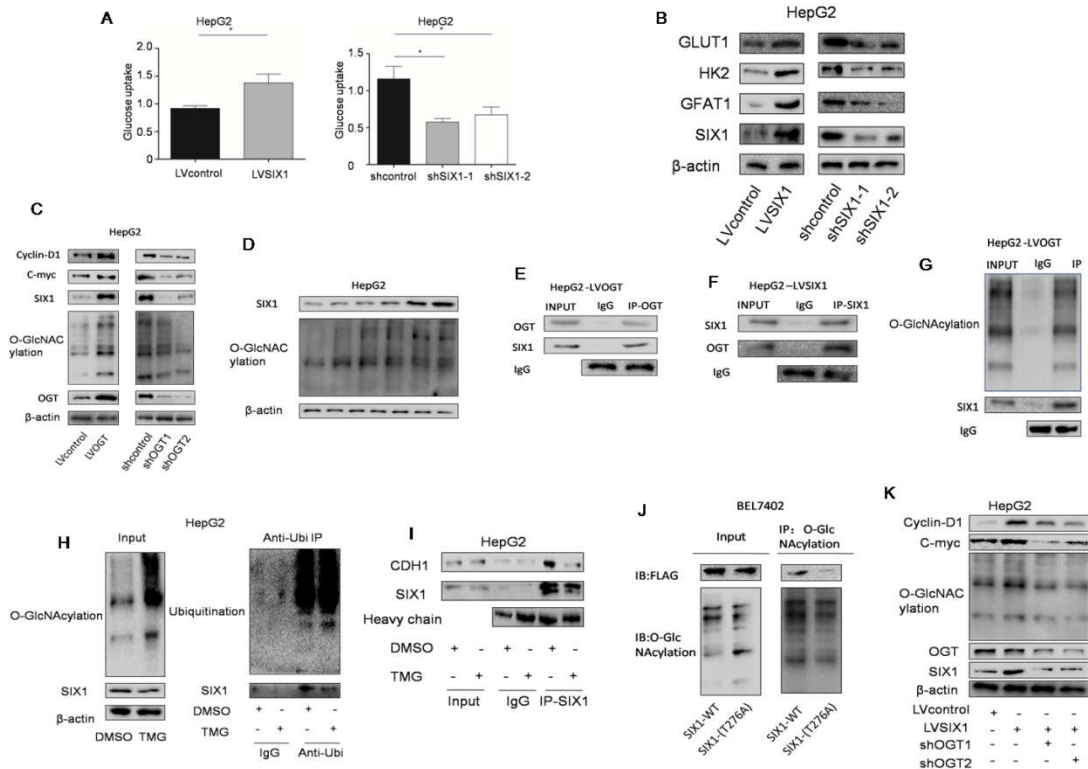 A
HepG2
*
Glucose uptake
2.0
1.5
1.0
0.5
0.0
LVcontrol
LVSIX1
HepG2
*
*
Glucose uptake
1.5
1.0
0.5
0.0
shcontrol
shSIX1-1
shSIX1-2
B
HepG2
GLUT1
HK2
GFAT1
SIX1
β-actin
LVcontrol
LVSIX1
shcontrol
shSIX1-1
shSIX1-2
C
HepG2
Cyclin-D1
C-myc
SIX1
O-GlcNAC
ylation
OGT
β-actin
LVcontrol
LVOGT
shcontrol
shOGT1
shOGT2
D
HepG2
SIX1
O-GlcNAC
ylation
β-actin
E
HepG2-LVOGT
INPUT IgG IP-OGT
OGT
SIX1
IgG
F
HepG2-LVSIX1
INPUT IgG IP-SIX1
SIX1
OGT
IgG
G
HepG2-LVOGT
INPUT IgG IP
O-GlcNAcylation
SIX1
IgG
H
HepG2
Input
O-GlcNAcylation
SIX1
β-actin
DMSO TMG
Anti-Ubi IP
Ubiquitination
SIX1
DMSO + - + -
TMG - + - +
IgG Anti-Ubi
I
HepG2
CDH1
SIX1
Heavy chain
DMSO + - + - + -
TMG - + - + - +
Input IgG IP-SIX1
J
BEL7402
Input
IP: O-Glc
NAcylation
IB:FLAG
IB:O-Glc
NAcylation
SIX1-WT
SIX1-(T276A)
SIX1-WT
SIX1-(T276A)
K
HepG2
Cyclin-D1
C-myc
O-GlcNAC
ylation
OGT
SIX1
β-actin
LVcontrol + - - -
LVSIX1 - + + +
shOGT1 - - + -
shOGT2 - - - +